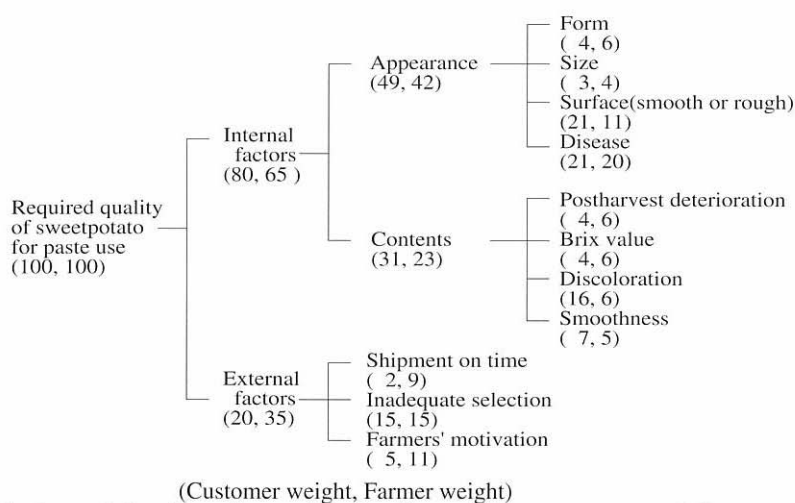 Form
( 4, 6)
Appearance
(49, 42)
Size
( 3, 4)
Surface(smooth or rough)
(21, 11)
Disease
(21, 20)
Internal
factors
(80, 65 )
Required quality
of sweetpotato
for paste use
(100, 100)
Contents
(31, 23)
Postharvest deterioration
( 4, 6)
Brix value
( 4, 6)
Discoloration
(16, 6)
Smoothness
( 7, 5)
External
factors
(20, 35)
Shipment on time
( 2, 9)
Inadequate selection
(15, 15)
Farmers' motivation
( 5, 11)
(Customer weight, Farmer weight)